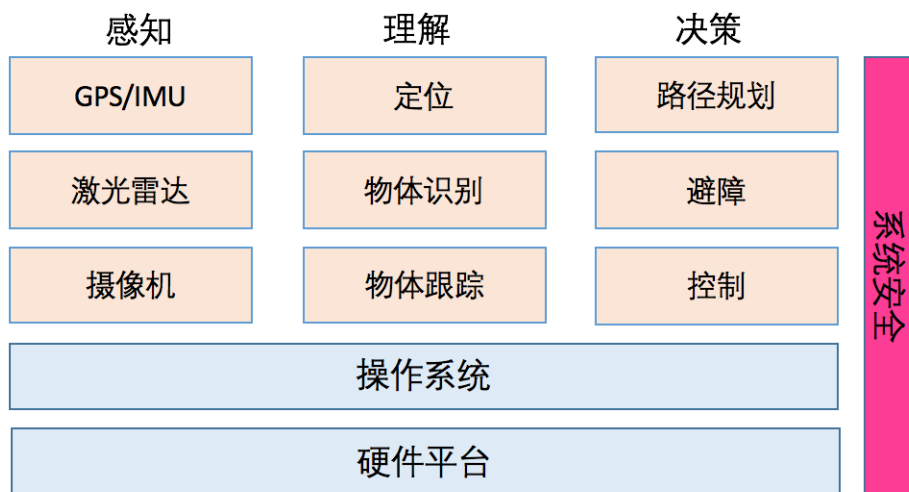 感知
理解
决策
GPS/IMU
定位
路径规划
激光雷达
物体识别
避障
摄像机
物体跟踪
控制
操作系统
硬件平台
系统安全